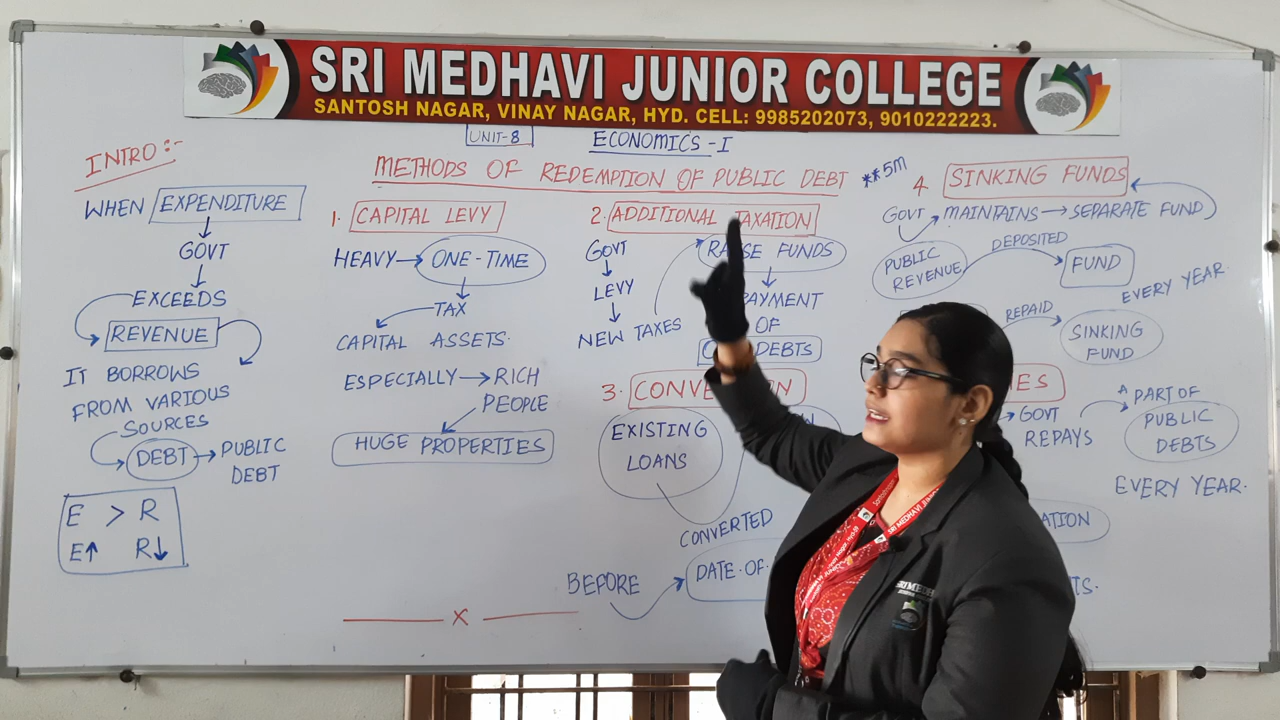 SRI MEDHAVI JUNIOR COLLEGE
SANTOSH NAGAR, VINAY NAGAR, HYD. CELL: 9985202073, 9010222223.
UNIT-8
ECONOMICS-I
METHODS OF REDEMPTION OF PUBLIC DEBT **5M
INTRO:-
WHEN EXPENDITURE
GOVT
EXCEEDS
REVENUE
IT BORROWS
FROM VARIOUS
SOURCES
DEBT → PUBLIC
DEBT
E > R
E↑ R↓
1. CAPITAL LEVY
HEAVY → ONE-TIME
TAX
CAPITAL ASSETS.
ESPECIALLY → RICH
PEOPLE
HUGE PROPERTIES
x
2. ADDITIONAL TAXATION
GOVT
LEVY
NEW TAXES
FUNDS
OF
DEBTS
3.
EXISTING
LOANS
CONVERTED
BEFORE
DATE OF
4. SINKING FUNDS
GOVT MAINTAINS → SEPARATE FUND
PUBLIC
REVENUE
DEPOSITED
FUND
EVERY YEAR
REPAID
SINKING
FUND
→ GOVT
REPAYS
A PART OF
PUBLIC
DEBTS
EVERY YEAR.
SRI MEDHAVI